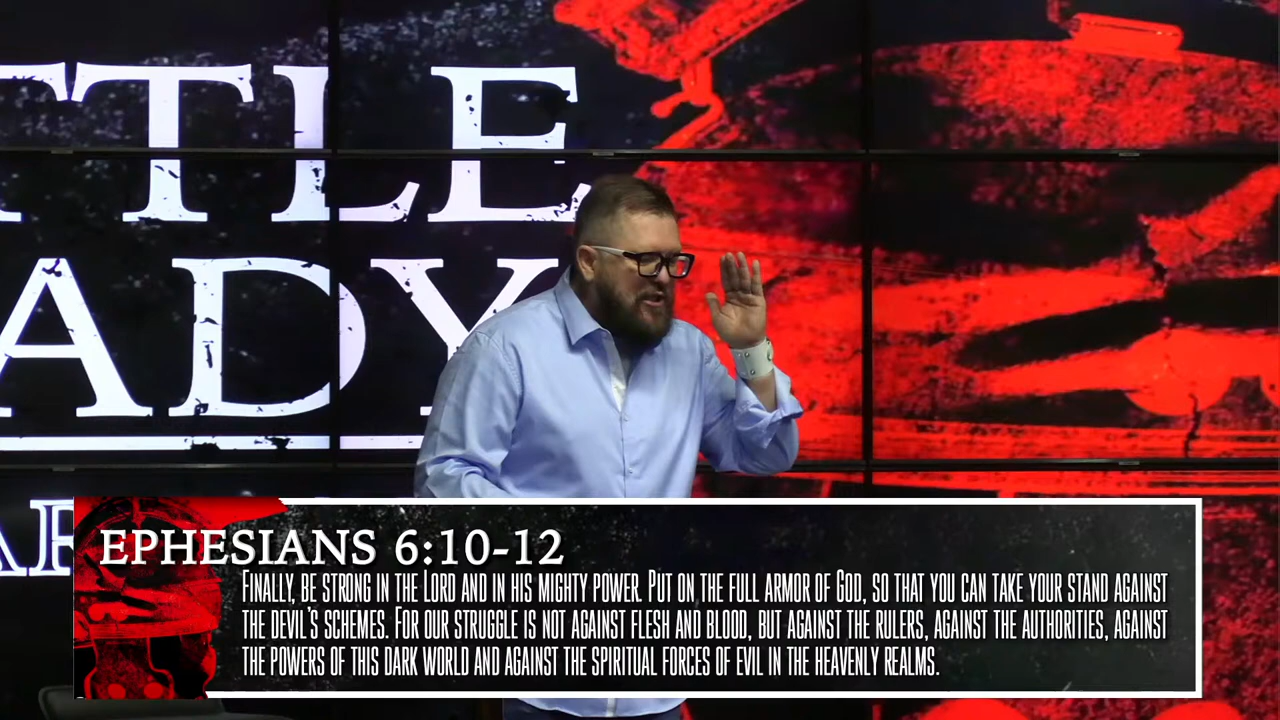 TTLE
ADY
AR
EPHESIANS 6:10-12
FINALLY, BE STRONG IN THE LORD AND IN HIS MIGHTY POWER. PUT ON THE FULL ARMOR OF GOD, SO THAT YOU CAN TAKE YOUR STAND AGAINST
THE DEVIL'S SCHEMES. FOR OUR STRUGGLE IS NOT AGAINST FLESH AND BLOOD, BUT AGAINST THE RULERS, AGAINST THE AUTHORITIES, AGAINST
THE POWERS OF THIS DARK WORLD AND AGAINST THE SPIRITUAL FORCES OF EVIL IN THE HEAVENLY REALMS.